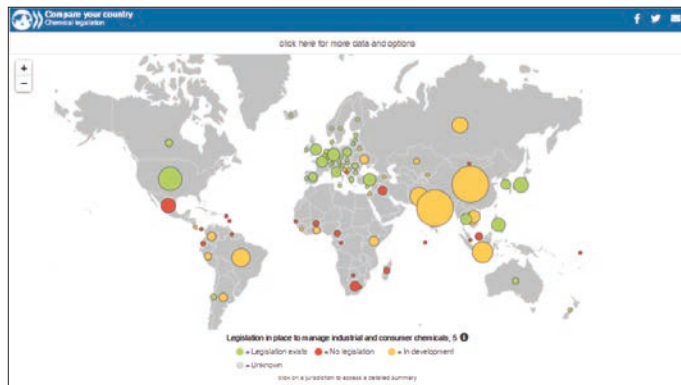 Compare your country
Chemical legislation
click here for more data and options
+
−
Legislation in place to manage industrial and consumer chemicals, 5
= Legislation exists = No legislation = In development
= Unknown
click on a jurisdiction to access a detailed summary